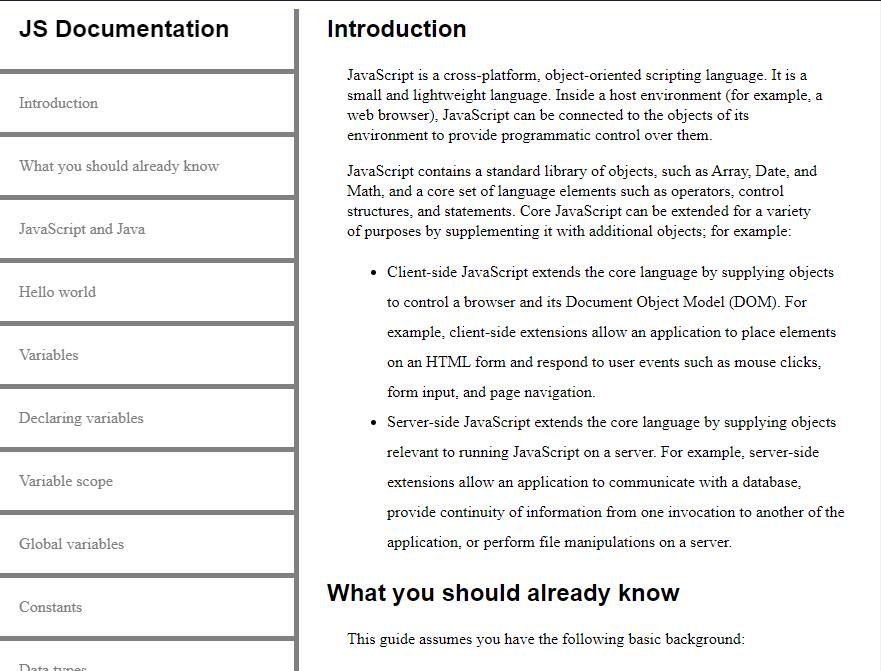 JS Documentation
Introduction
What you should already know
JavaScript and Java
Hello world
Variables
Declaring variables
Variable scope
Global variables
Constants
Data types
Introduction
JavaScript is a cross-platform, object-oriented scripting language. It is a
small and lightweight language. Inside a host environment (for example, a
web browser), JavaScript can be connected to the objects of its
environment to provide programmatic control over them.
JavaScript contains a standard library of objects, such as Array, Date, and
Math, and a core set of language elements such as operators, control
structures, and statements. Core JavaScript can be extended for a variety
of purposes by supplementing it with additional objects; for example:
• Client-side JavaScript extends the core language by supplying objects
to control a browser and its Document Object Model (DOM). For
example, client-side extensions allow an application to place elements
on an HTML form and respond to user events such as mouse clicks,
form input, and page navigation.
• Server-side JavaScript extends the core language by supplying objects
relevant to running JavaScript on a server. For example, server-side
extensions allow an application to communicate with a database,
provide continuity of information from one invocation to another of the
application, or perform file manipulations on a server.
What you should already know
This guide assumes you have the following basic background: